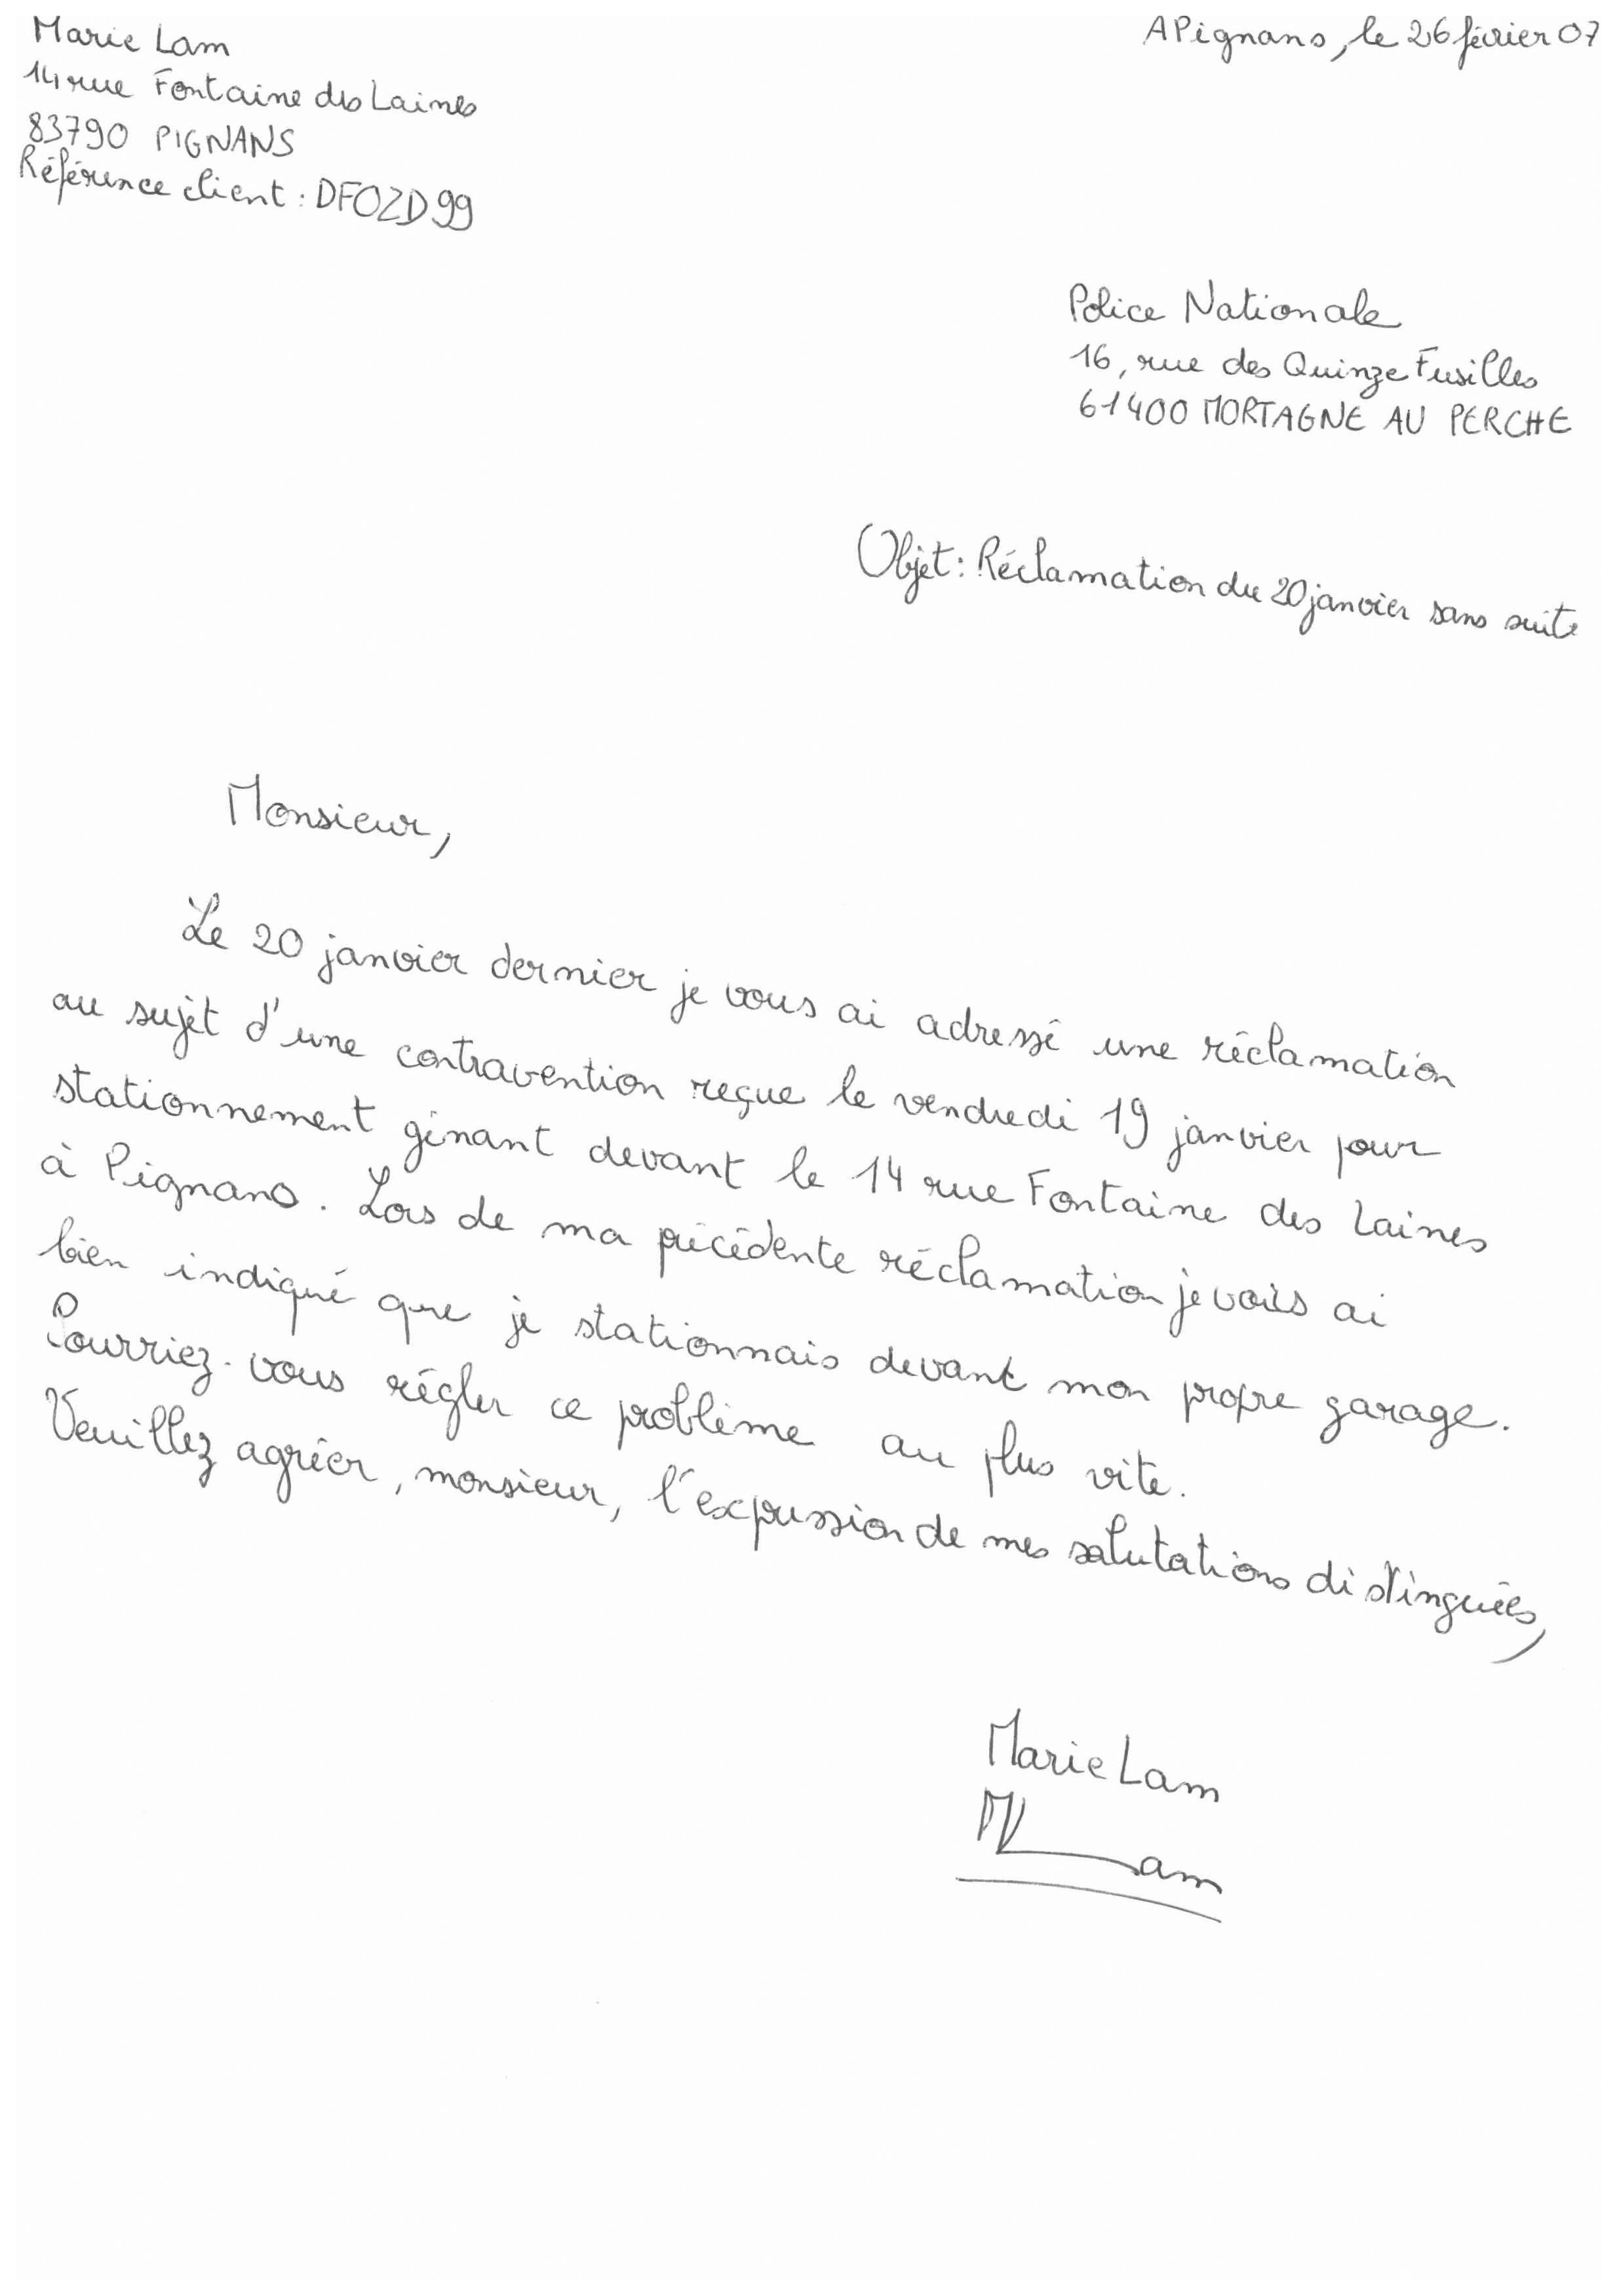 Marie Lam
14 rue Fontaine des Laines
83790 PIGNANS
Référence client : DFOZD99
A Pignans, le 26 février 07
Police Nationale
16, rue des Quinze Fusillés
61400 MORTAGNE AU PERCHE
Objet : Réclamation du 20 janvier sans suite
Monsieur,
Le 20 janvier dernier je vous ai adressé une réclamation
au sujet d'une contravention reçue le vendredi 19 janvier pour
stationnement gênant devant le 14 rue Fontaine des Laines
à Pignans. Lors de ma précédente réclamation je vous ai
bien indiqué que je stationnais devant mon propre garage.
Pourriez-vous régler ce problème au plus vite.
Veuillez agréer, monsieur, l'expression de mes salutations distinguées,
Marie Lam
MLam